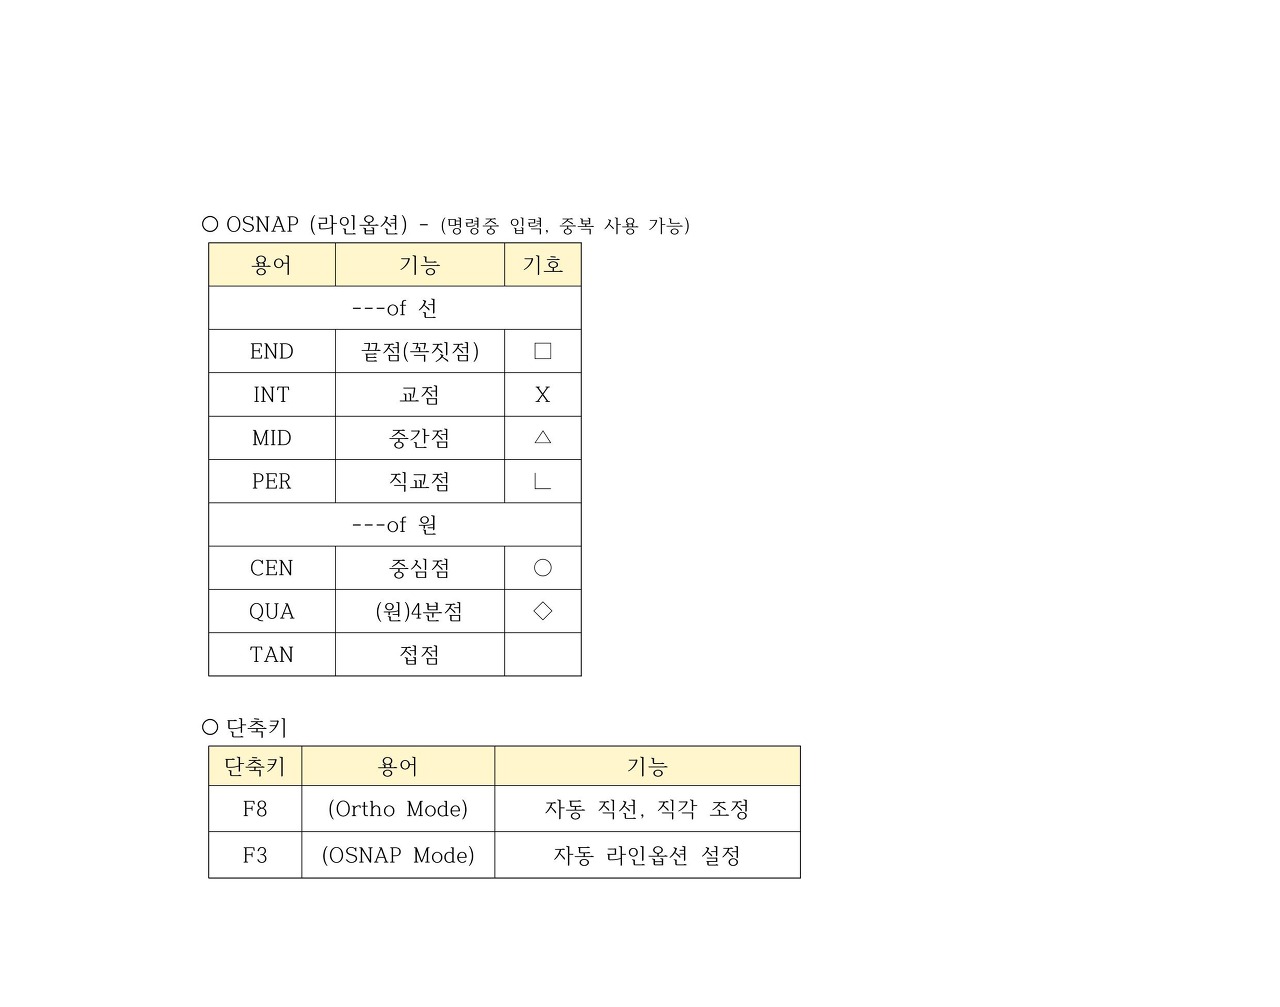 ○ OSNAP (라인옵션) - (명령중 입력, 중복 사용 가능)
용어 기능 기호
---of 선
END 끝점(꼭짓점) □
INT 교점 X
MID 중간점 △
PER 직교점 ∟
---of 원
CEN 중심점 ○
QUA (원)4분점 ◇
TAN 접점
○ 단축키
단축키 용어 기능
F8 (Ortho Mode) 자동 직선, 직각 조정
F3 (OSNAP Mode) 자동 라인옵션 설정